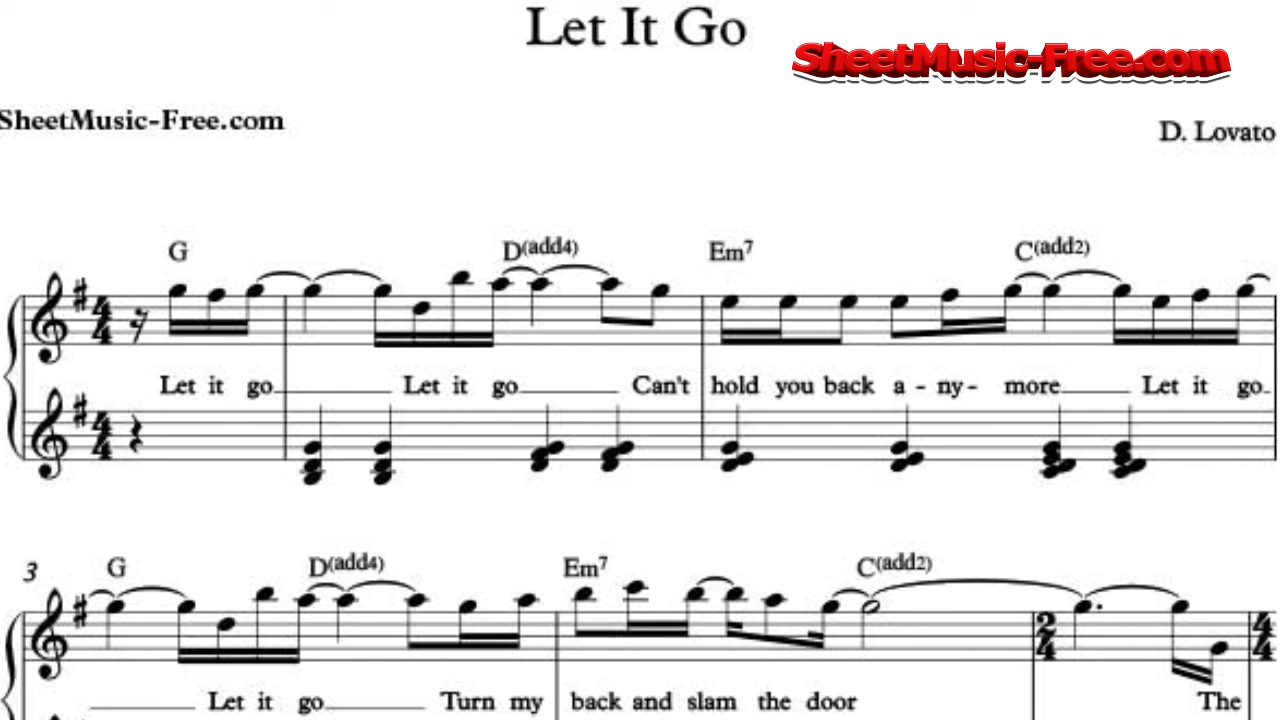 Let It Go
SheetMusic-Free.com
SheetMusic-Free.com
D. Lovato
G D(add4) Em7 C(add2)
4 4
Let it go Let it go Can't hold you back a - ny - more Let it go
4 4
3
G D(add4) Em7 C(add2)
2 4 4 4
Let it go Turn my back and slam the door The